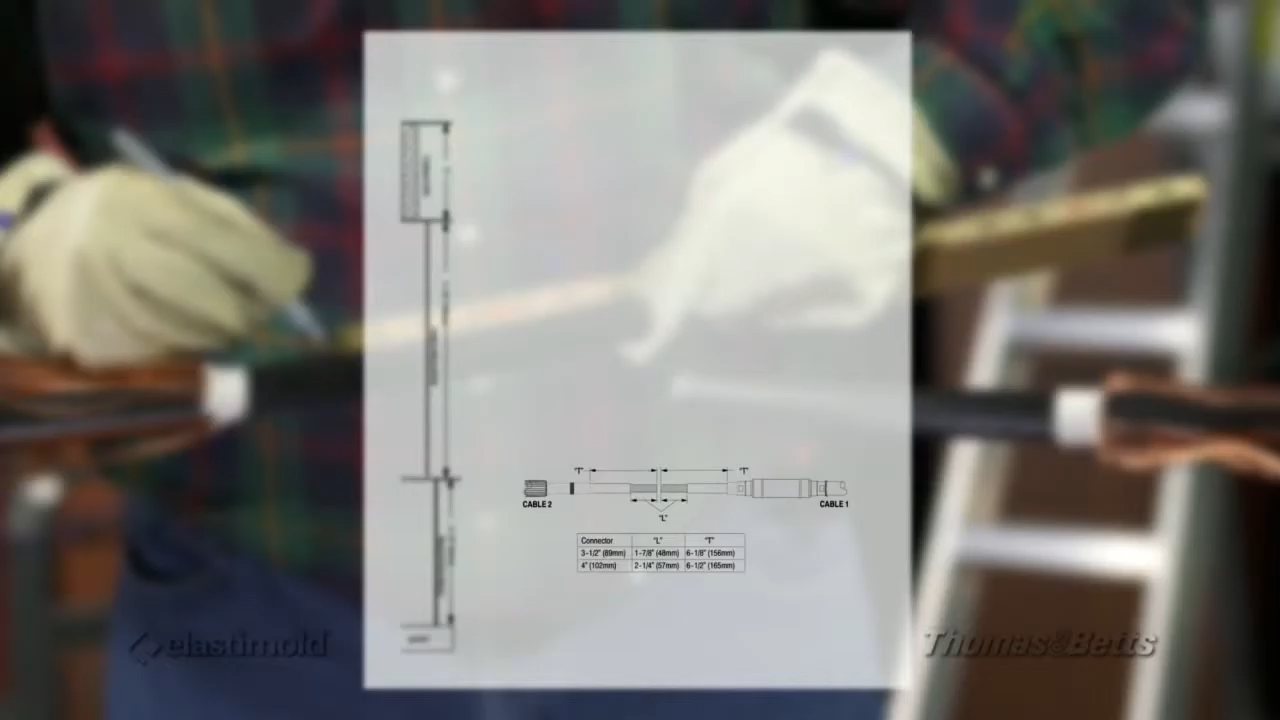 "T" "T"
CABLE 2 CABLE 1
"L"
Connector "L" "T"
3-1/2" (89mm) 1-7/8" (48mm) 6-1/8" (156mm)
4" (102mm) 2-1/4" (57mm) 6-1/2" (165mm)
elastimold Thomas&Betts